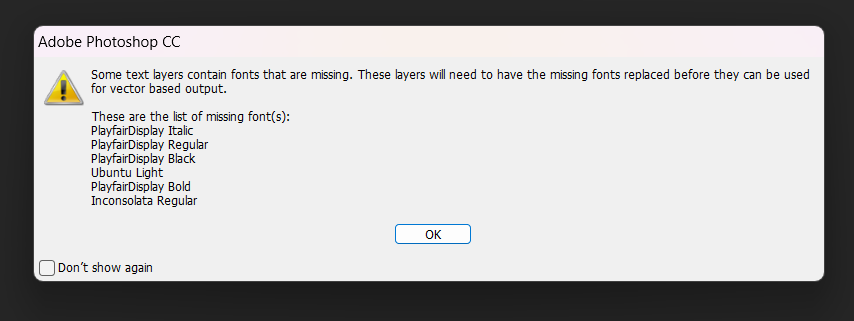 Adobe Photoshop CC
Some text layers contain fonts that are missing. These layers will need to have the missing fonts replaced before they can be used
for vector based output.
These are the list of missing font(s):
PlayfairDisplay Italic
PlayfairDisplay Regular
PlayfairDisplay Black
Ubuntu Light
PlayfairDisplay Bold
Inconsolata Regular
OK
Don't show again